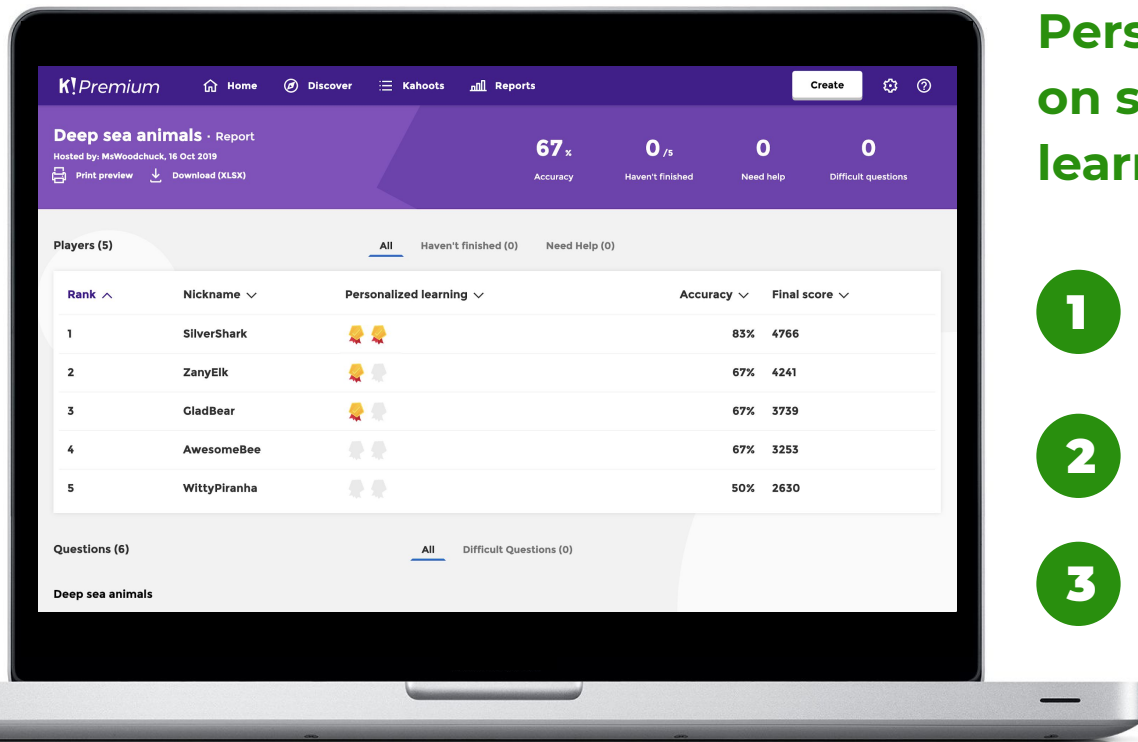 K! Premium Home Discover Kahoots Reports Create
Deep sea animals · Report
Hosted by: MsWoodchuck, 16 Oct 2019
Print preview Download (XLSX)
67% 0 /5 0 0
Accuracy Haven't finished Need help Difficult questions
Players (5) All Haven't finished (0) Need Help (0)
Rank Nickname Personalized learning Accuracy Final score
1 SilverShark 83% 4766
2 ZanyElk 67% 4241
3 GladBear 67% 3739
4 AwesomeBee 67% 3253
5 WittyPiranha 50% 2630
Questions (6) All Difficult Questions (0)
Deep sea animals
on
1
2
3